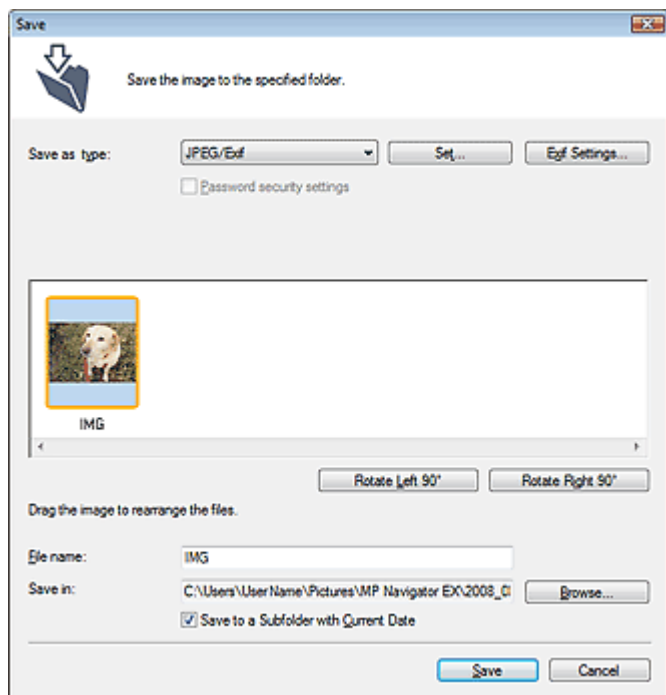 Save
Save the image to the specified folder.
Save as type: JPEG/Exif Set... Exif Settings...
Password security settings
IMG
Rotate Left 90° Rotate Right 90°
Drag the image to rearrange the files.
File name: IMG
Save in: C:\Users\UserName\Pictures\MP Navigator EX\2008_0 Browse...
Save to a Subfolder with Current Date
Save Cancel